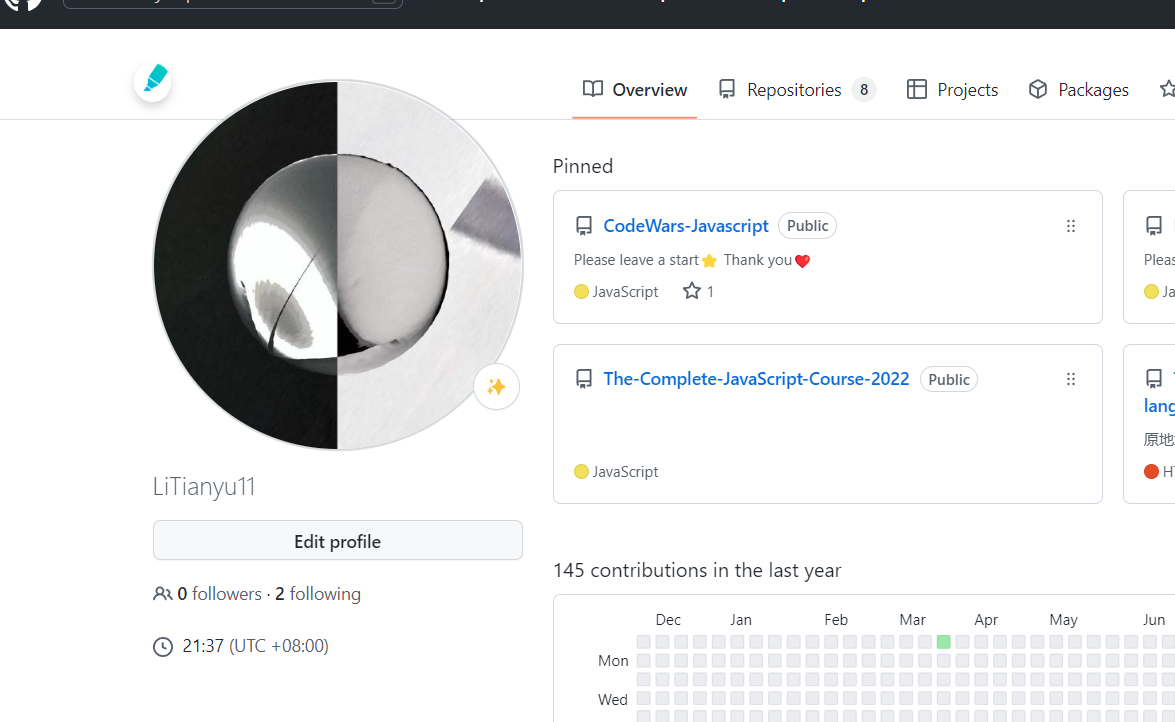 Overview
Repositories 8
Projects
Packages
Pinned
CodeWars-Javascript Public
Please leave a start⭐ Thank you❤️
JavaScript 1
Pleas
Ja
The-Complete-JavaScript-Course-2022 Public
JavaScript
lang
原地
H
LiTianyu11
Edit profile
0 followers · 2 following
21:37 (UTC +08:00)
145 contributions in the last year
Dec Jan Feb Mar Apr May Jun
Mon
Wed